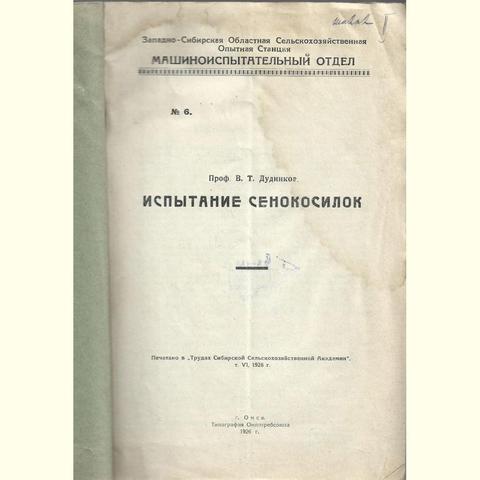 Западно-Сибирская Областная Сельскохозяйственная
Опытная Станция
МАШИНОИСПЫТАТЕЛЬНЫЙ ОТДЕЛ
№ 6.
Проф. В. Т. Дудинков.
ИСПЫТАНИЕ СЕНОКОСИЛОК
Печатано в „Трудах Сибирской Сельскохозяйственной Академии".
т. VI, 1926 г.
г. Омск
Типография Омпотребсоюза
1926 г.